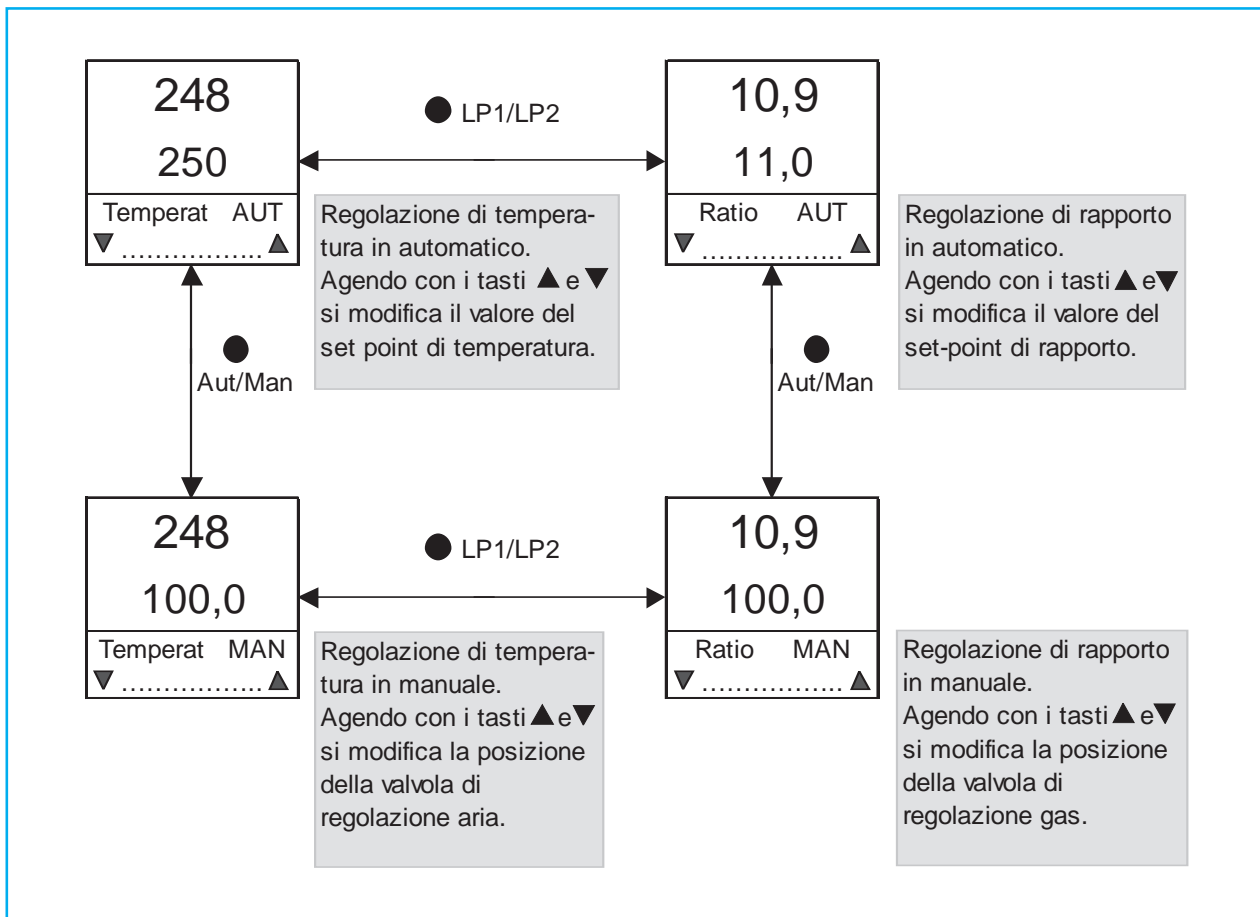 248
250
Temperat AUT
▼ ................. ▲
● LP1/LP2
10,9
11,0
Ratio AUT
▼ ................. ▲
Regolazione di tempera-
tura in automatico.
Agendo con i tasti ▲ e ▼
si modifica il valore del
set point di temperatura.
Regolazione di rapporto
in automatico.
Agendo con i tasti ▲ e▼
si modifica il valore del
set-point di rapporto.
●
Aut/Man
●
Aut/Man
248
100,0
Temperat MAN
▼ ................. ▲
● LP1/LP2
10,9
100,0
Ratio MAN
▼ ................. ▲
Regolazione di tempera-
tura in manuale.
Agendo con i tasti ▲ e▼
si modifica la posizione
della valvola di
regolazione aria.
Regolazione di rapporto
in manuale.
Agendo con i tasti ▲ e▼
si modifica la posizione
della valvola di
regolazione gas.